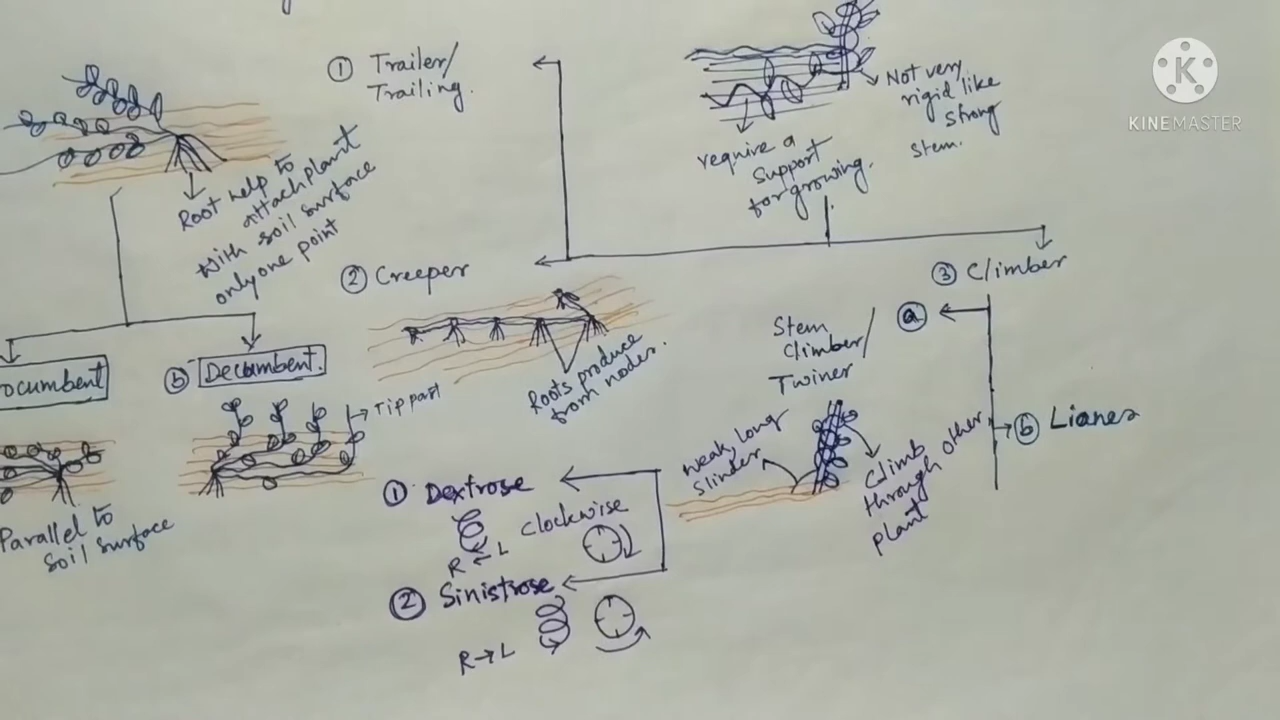 ① Trailer/
Trailing.
Not very
rigid like
strong
stem.
require a
support
for growing.
Root help to
attach plant
with soil surface
only one point
② Creeper
Roots produce
from nodes.
③ Climber
ⓐ
Stem
Climber/
Twiner
weak, long
slinder
Climb
through other
plant
ⓑ Lianes
ocumbent
Parallel to
soil surface
ⓑ Decumbent.
Tip part
① Dextrose
Clockwise
R ← L
② Sinistrose
R → L
K
KINEMASTER